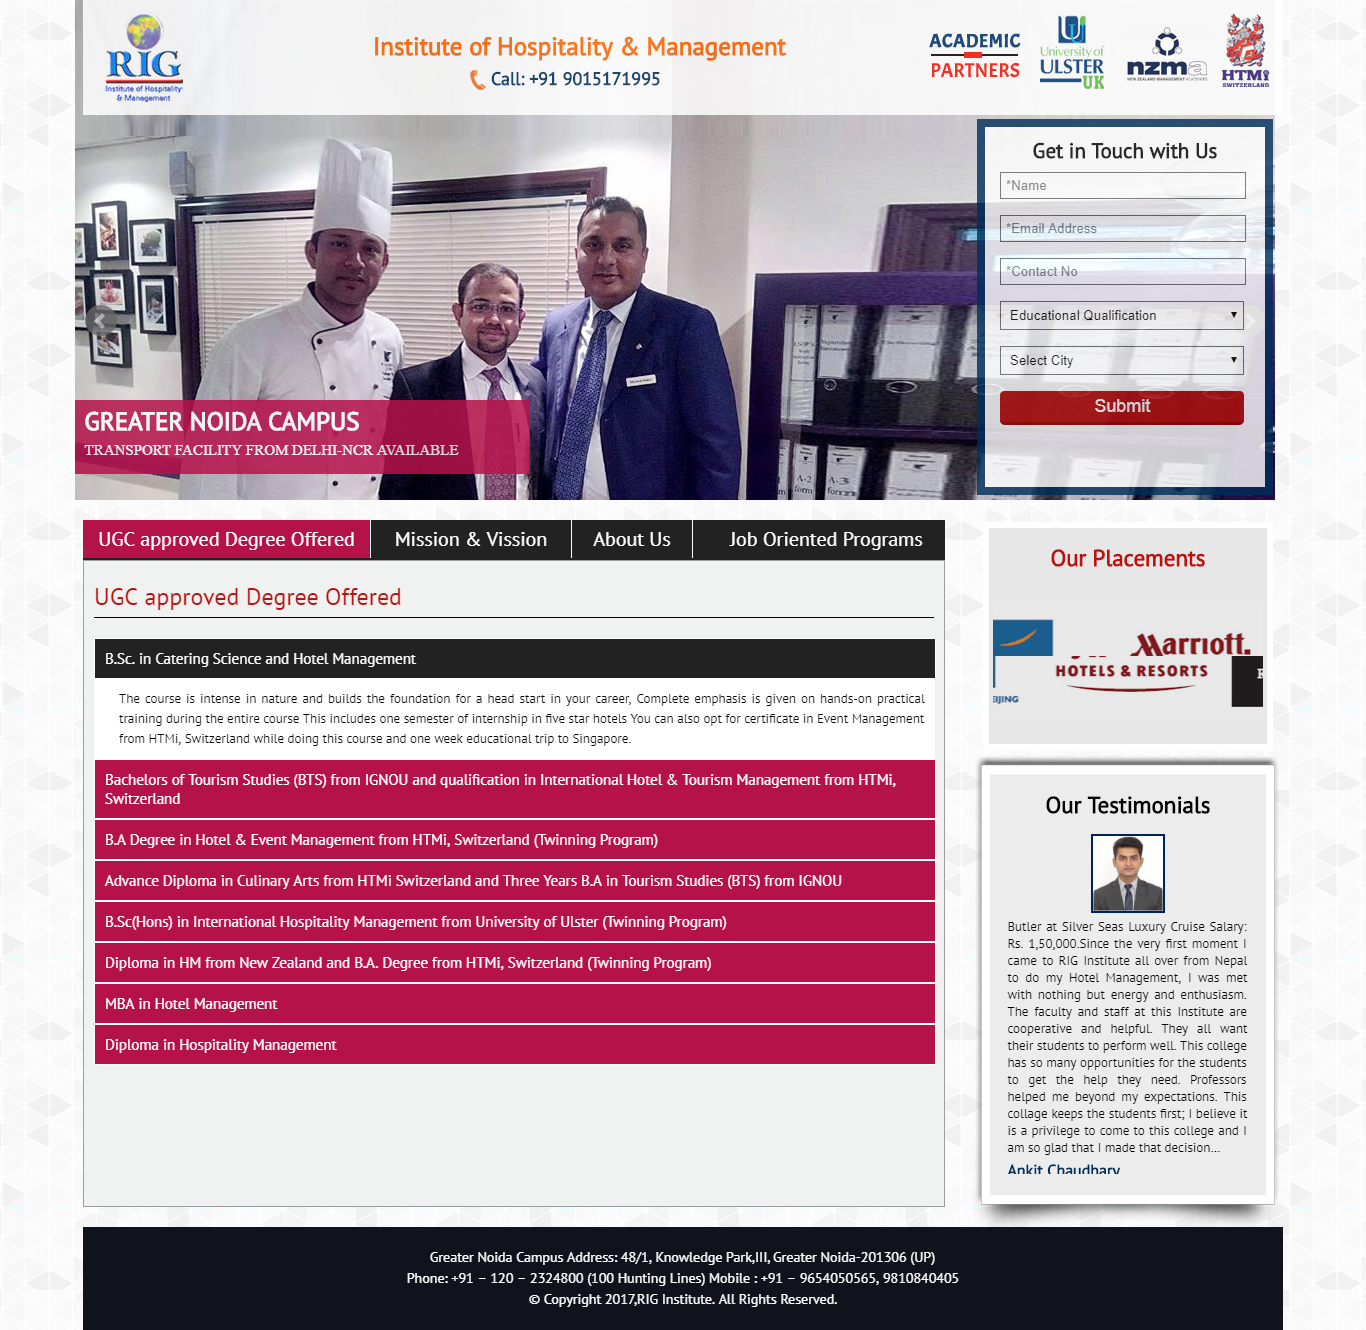 RIG
Institute of Hospitality
& Management
Institute of Hospitality & Management
Call: +91 9015171995
ACADEMIC
PARTNERS
University of
ULSTER
UK
nzma
NEW ZEALAND MANAGEMENT ACADEMIES
HTMi
SWITZERLAND
GREATER NOIDA CAMPUS
TRANSPORT FACILITY FROM DELHI-NCR AVAILABLE
A-2
form
A-3
form
Get in Touch with Us
*Name
*Email Address
*Contact No
Educational Qualification
Select City
Submit
UGC approved Degree Offered
Mission & Vission
About Us
Job Oriented Programs
UGC approved Degree Offered
B.Sc. in Catering Science and Hotel Management
The course is intense in nature and builds the foundation for a head start in your career, Complete emphasis is given on hands-on practical
training during the entire course This includes one semester of internship in five star hotels You can also opt for certificate in Event Management
from HTMi, Switzerland while doing this course and one week educational trip to Singapore.
Bachelors of Tourism Studies (BTS) from IGNOU and qualification in International Hotel & Tourism Management from HTMi,
Switzerland
B.A Degree in Hotel & Event Management from HTMi, Switzerland (Twinning Program)
Advance Diploma in Culinary Arts from HTMi Switzerland and Three Years B.A in Tourism Studies (BTS) from IGNOU
B.Sc(Hons) in International Hospitality Management from University of Ulster (Twinning Program)
Diploma in HM from New Zealand and B.A. Degree from HTMi, Switzerland (Twinning Program)
MBA in Hotel Management
Diploma in Hospitality Management
Our Placements
Marriott.
HOTELS & RESORTS
EIJING
Our Testimonials
Butler at Silver Seas Luxury Cruise Salary:
Rs. 1,50,000.Since the very first moment I
came to RIG Institute all over from Nepal
to do my Hotel Management, I was met
with nothing but energy and enthusiasm.
The faculty and staff at this Institute are
cooperative and helpful. They all want
their students to perform well. This college
has so many opportunities for the students
to get the help they need. Professors
helped me beyond my expectations. This
collage keeps the students first; I believe it
is a privilege to come to this college and I
am so glad that I made that decision...
Ankit Chaudhary
Greater Noida Campus Address: 48/1, Knowledge Park,III, Greater Noida-201306 (UP)
Phone: +91 – 120 – 2324800 (100 Hunting Lines) Mobile : +91 – 9654050565, 9810840405
© Copyright 2017,RIG Institute. All Rights Reserved.